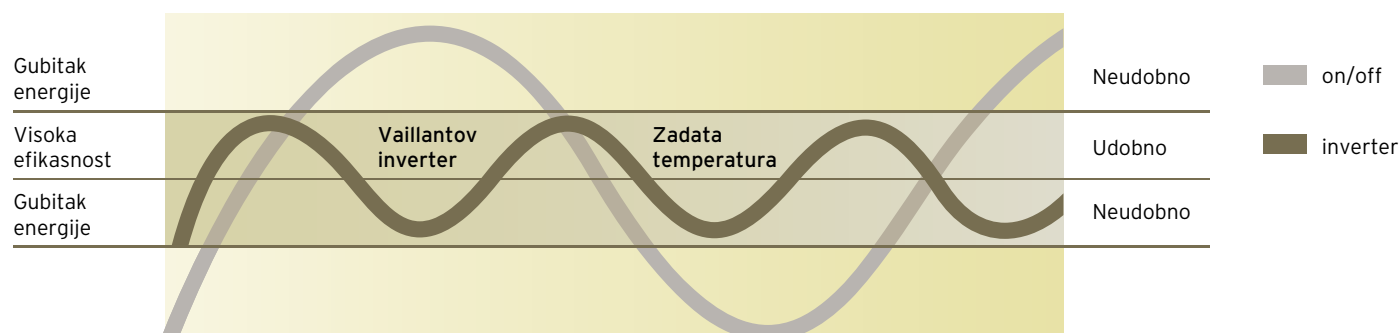 Gubitak
energije
Visoka
efikasnost
Gubitak
energije
Vaillantov
inverter
Zadata
temperatura
Neudobno
Udobno
Neudobno
on/off
inverter